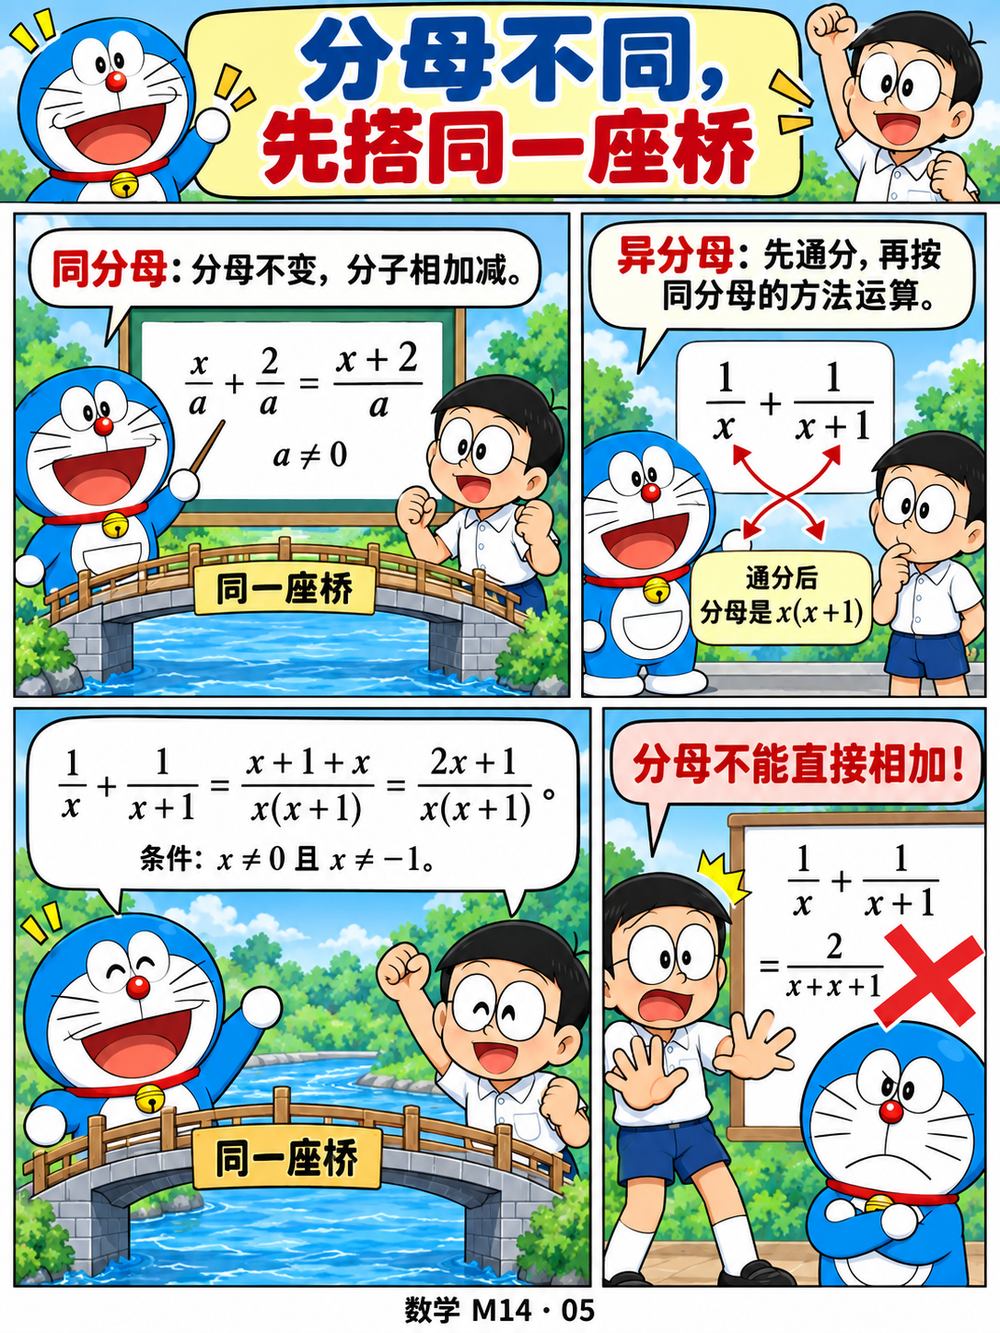 分母不同，
先搭同一座桥
同分母：分母不变，分子相加减。
x/a + 2/a = (x+2)/a
a ≠ 0
同一座桥
异分母：先通分，再按
同分母的方法运算。
1/x + 1/(x+1)
通分后
分母是 x(x+1)
1/x + 1/(x+1) = (x+1+x)/(x(x+1)) = (2x+1)/(x(x+1))。
条件：x ≠ 0 且 x ≠ −1。
同一座桥
分母不能直接相加！
1/x + 1/(x+1)
= 2/(x+x+1)
数学 M14 · 05